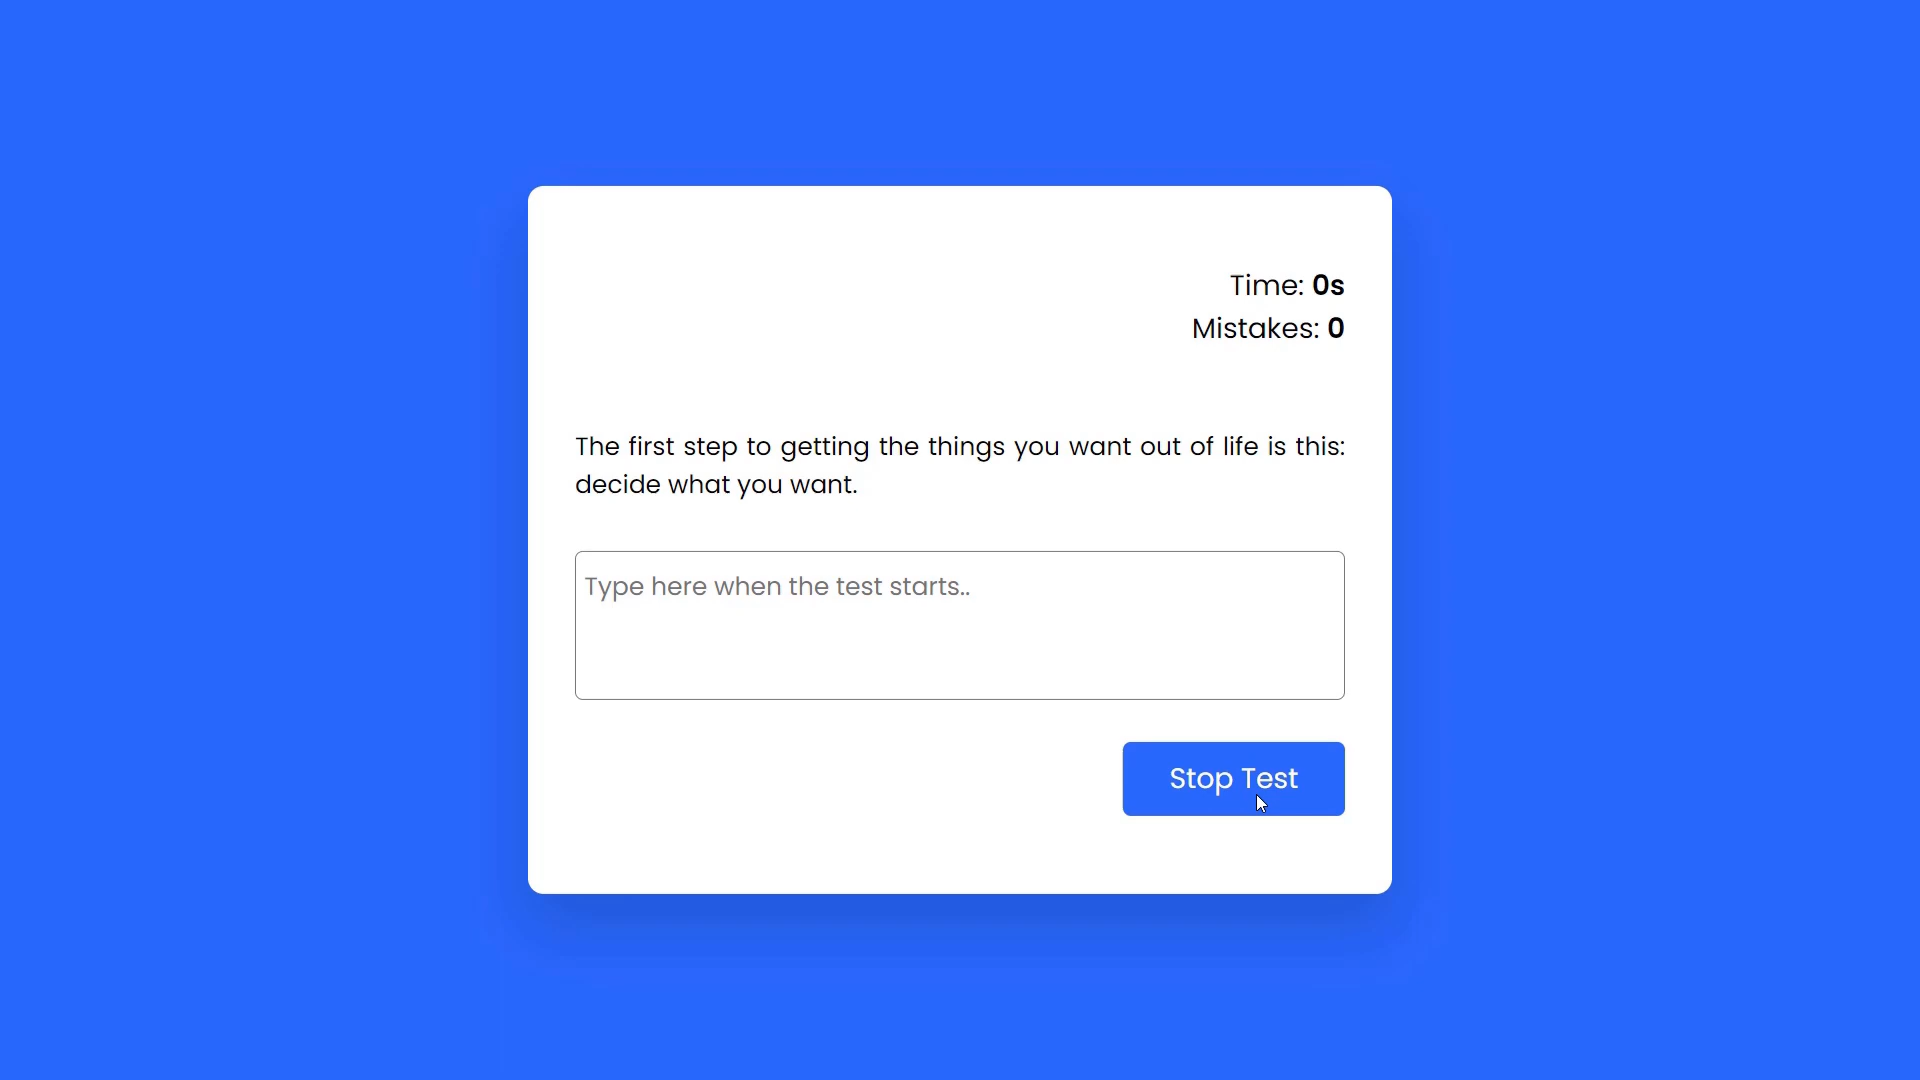 Time: 0s
Mistakes: 0
The first step to getting the things you want out of life is this:
decide what you want.
Type here when the test starts..
Stop Test